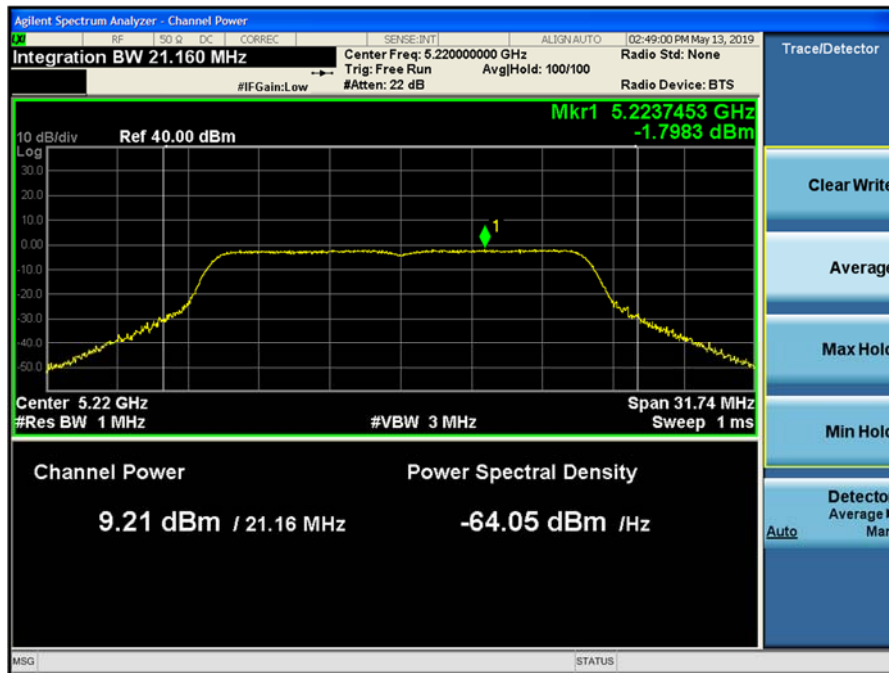 Agilent Spectrum Analyzer - Channel Power
LXI RF 50 Ω DC CORREC SENSE:INT ALIGN AUTO 02:49:00 PM May 13, 2019
Integration BW 21.160 MHz
Center Freq: 5.220000000 GHz
Radio Std: None
Trig: Free Run Avg|Hold: 100/100
#IFGain:Low
#Atten: 22 dB
Radio Device: BTS
Trace/Detector
Mkr1 5.2237453 GHz
-1.7983 dBm
10 dB/div Ref 40.00 dBm
Log
30.0
20.0
10.0
0.00
-10.0
-20.0
-30.0
-40.0
-50.0
1
Center 5.22 GHz Span 31.74 MHz
#Res BW 1 MHz #VBW 3 MHz Sweep 1 ms
Channel Power
9.21 dBm / 21.16 MHz
Power Spectral Density
-64.05 dBm /Hz
Clear Write
Average
Max Hold
Min Hold
Detector
Average
Auto Man
MSG STATUS